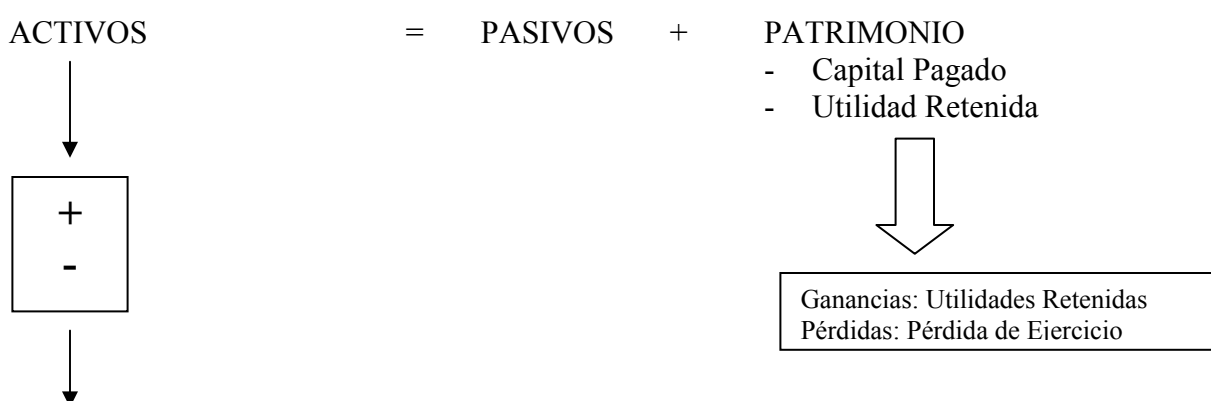 ACTIVOS = PASIVOS + PATRIMONIO
- Capital Pagado
- Utilidad Retenida
+
-
Ganancias: Utilidades Retenidas
Pérdidas: Pérdida de Ejercicio